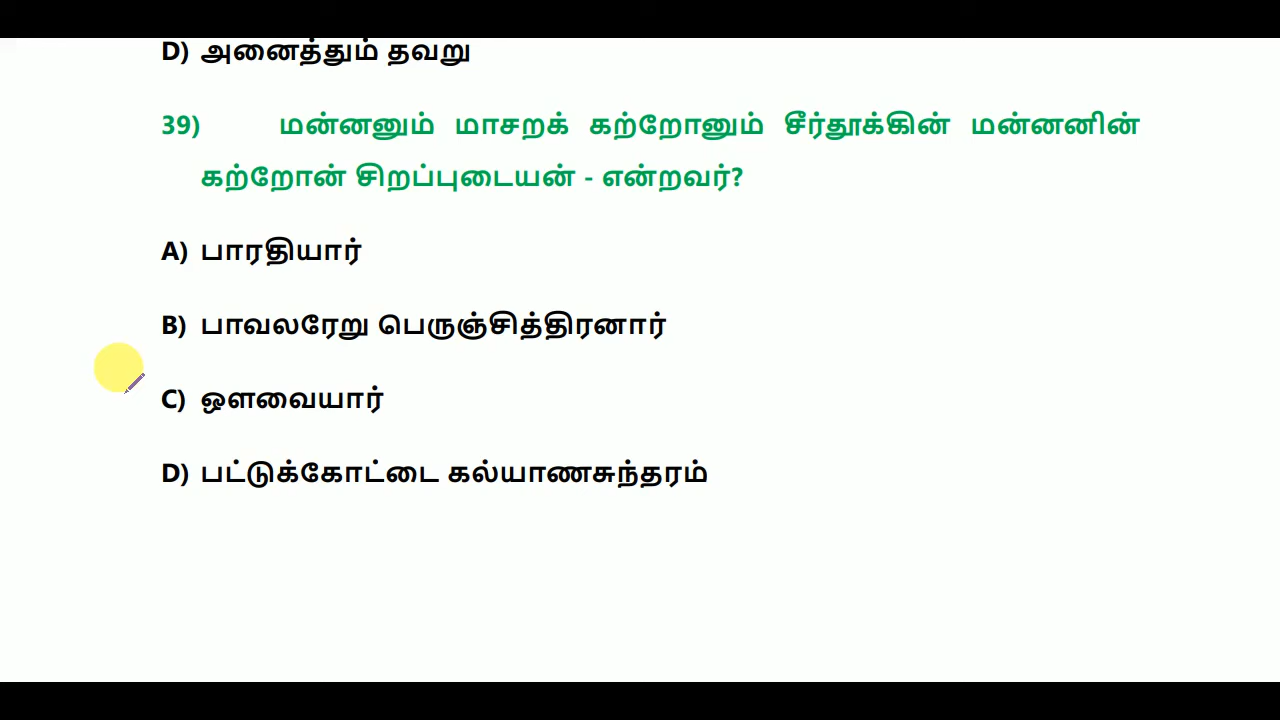 D) அனைத்தும் தவறு
39) மன்னனும் மாசறக் கற்றோனும் சீர்தூக்கின் மன்னனின்
கற்றோன் சிறப்புடையன் - என்றவர்?
A) பாரதியார்
B) பாவலரேறு பெருஞ்சித்திரனார்
C) ஔவையார்
D) பட்டுக்கோட்டை கல்யாணசுந்தரம்